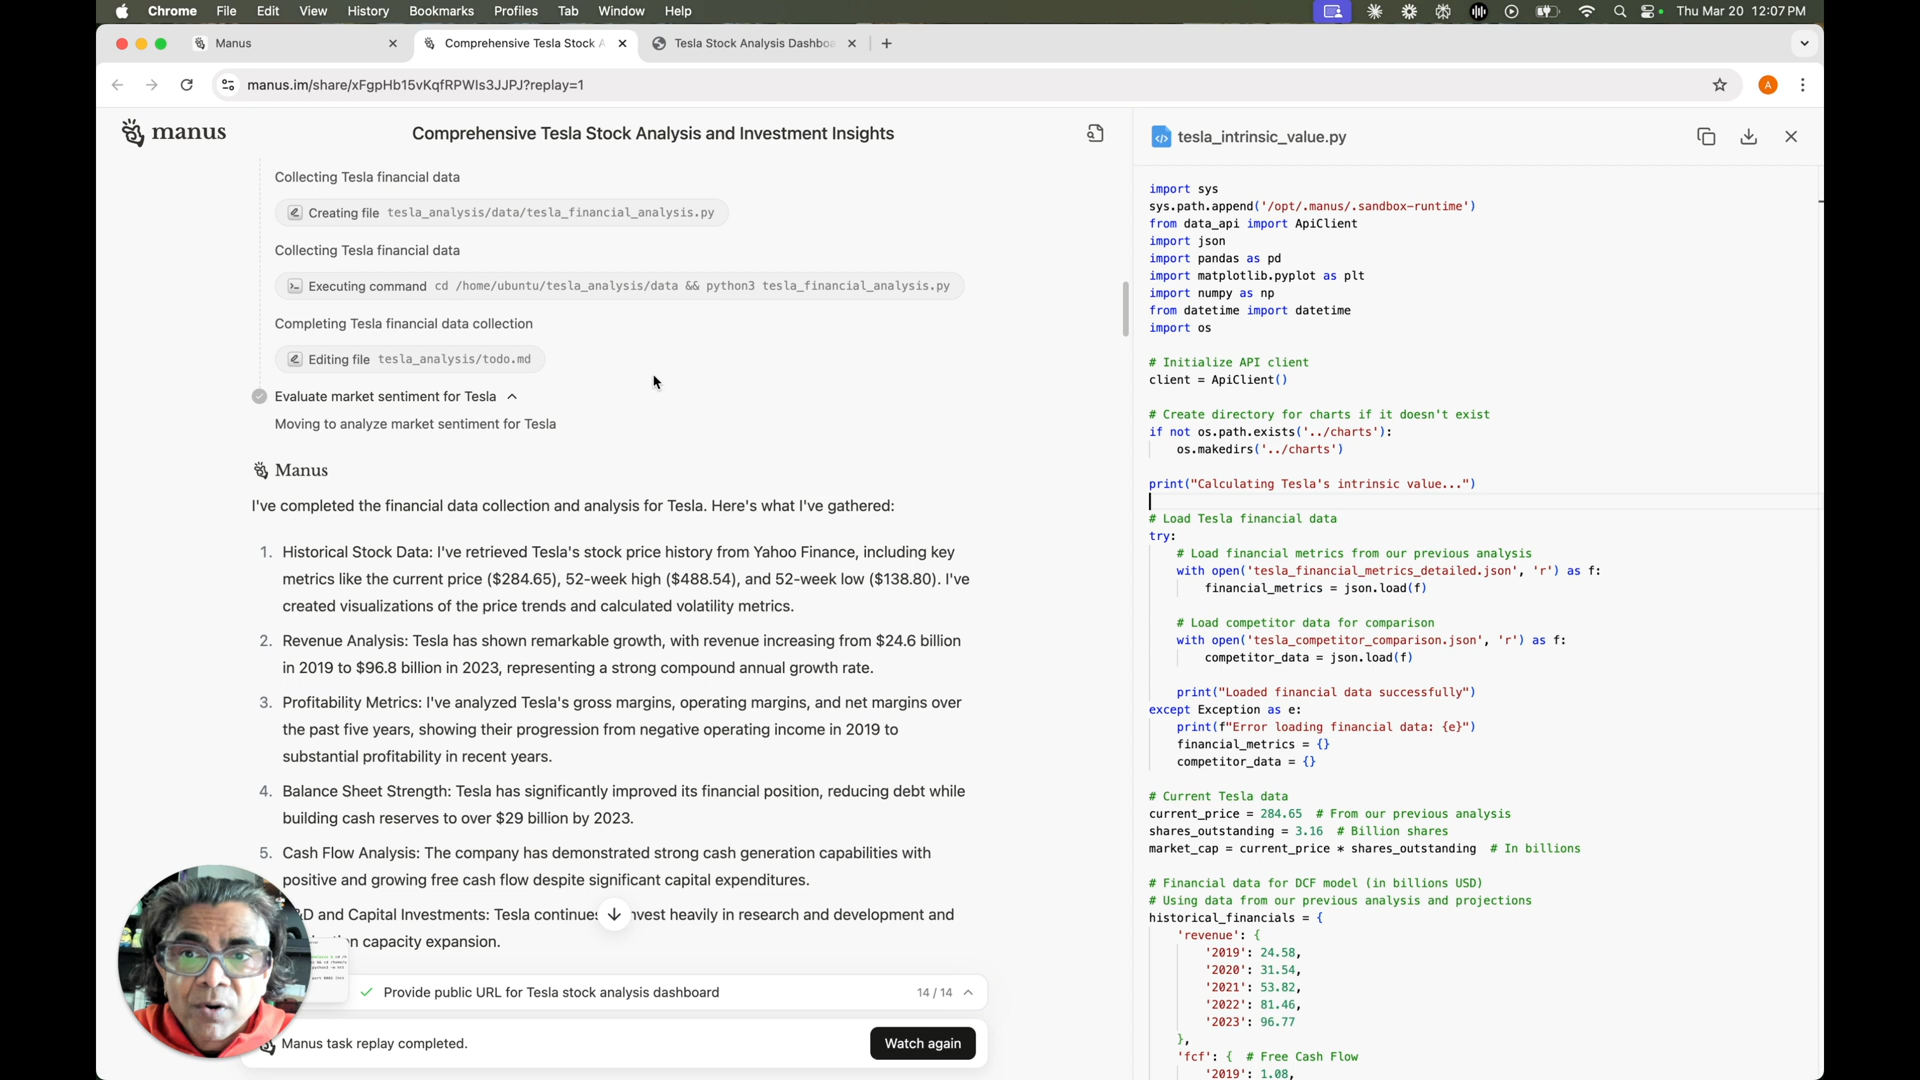 Chrome File Edit View History Bookmarks Profiles Tab Window Help
Thu Mar 20 12:07 PM
Manus
Comprehensive Tesla Stock A
Tesla Stock Analysis Dashboa
manus.im/share/xFgpHb15vKqfRPWIs3JJPJ?replay=1
A
manus
Comprehensive Tesla Stock Analysis and Investment Insights
Collecting Tesla financial data
Creating file tesla_analysis/data/tesla_financial_analysis.py
Collecting Tesla financial data
Executing command cd /home/ubuntu/tesla_analysis/data && python3 tesla_financial_analysis.py
Completing Tesla financial data collection
Editing file tesla_analysis/todo.md
Evaluate market sentiment for Tesla
Moving to analyze market sentiment for Tesla
Manus
I've completed the financial data collection and analysis for Tesla. Here's what I've gathered:
1. Historical Stock Data: I've retrieved Tesla's stock price history from Yahoo Finance, including key
metrics like the current price ($284.65), 52-week high ($488.54), and 52-week low ($138.80). I've
created visualizations of the price trends and calculated volatility metrics.
2. Revenue Analysis: Tesla has shown remarkable growth, with revenue increasing from $24.6 billion
in 2019 to $96.8 billion in 2023, representing a strong compound annual growth rate.
3. Profitability Metrics: I've analyzed Tesla's gross margins, operating margins, and net margins over
the past five years, showing their progression from negative operating income in 2019 to
substantial profitability in recent years.
4. Balance Sheet Strength: Tesla has significantly improved its financial position, reducing debt while
building cash reserves to over $29 billion by 2023.
5. Cash Flow Analysis: The company has demonstrated strong cash generation capabilities with
positive and growing free cash flow despite significant capital expenditures.
&D and Capital Investments: Tesla continues invest heavily in research and development and
capacity expansion.
Provide public URL for Tesla stock analysis dashboard 14 / 14
Manus task replay completed.
Watch again
tesla_intrinsic_value.py
import sys
sys.path.append('/opt/.manus/.sandbox-runtime')
from data_api import ApiClient
import json
import pandas as pd
import matplotlib.pyplot as plt
import numpy as np
from datetime import datetime
import os
# Initialize API client
client = ApiClient()
# Create directory for charts if it doesn't exist
if not os.path.exists('../charts'):
os.makedirs('../charts')
print("Calculating Tesla's intrinsic value...")
# Load Tesla financial data
try:
# Load financial metrics from our previous analysis
with open('tesla_financial_metrics_detailed.json', 'r') as f:
financial_metrics = json.load(f)
# Load competitor data for comparison
with open('tesla_competitor_comparison.json', 'r') as f:
competitor_data = json.load(f)
print("Loaded financial data successfully")
except Exception as e:
print(f"Error loading financial data: {e}")
financial_metrics = {}
competitor_data = {}
# Current Tesla data
current_price = 284.65 # From our previous analysis
shares_outstanding = 3.16 # Billion shares
market_cap = current_price * shares_outstanding # In billions
# Financial data for DCF model (in billions USD)
# Using data from our previous analysis and projections
historical_financials = {
'revenue': {
'2019': 24.58,
'2020': 31.54,
'2021': 53.82,
'2022': 81.46,
'2023': 96.77
},
'fcf': { # Free Cash Flow
'2019': 1.08,